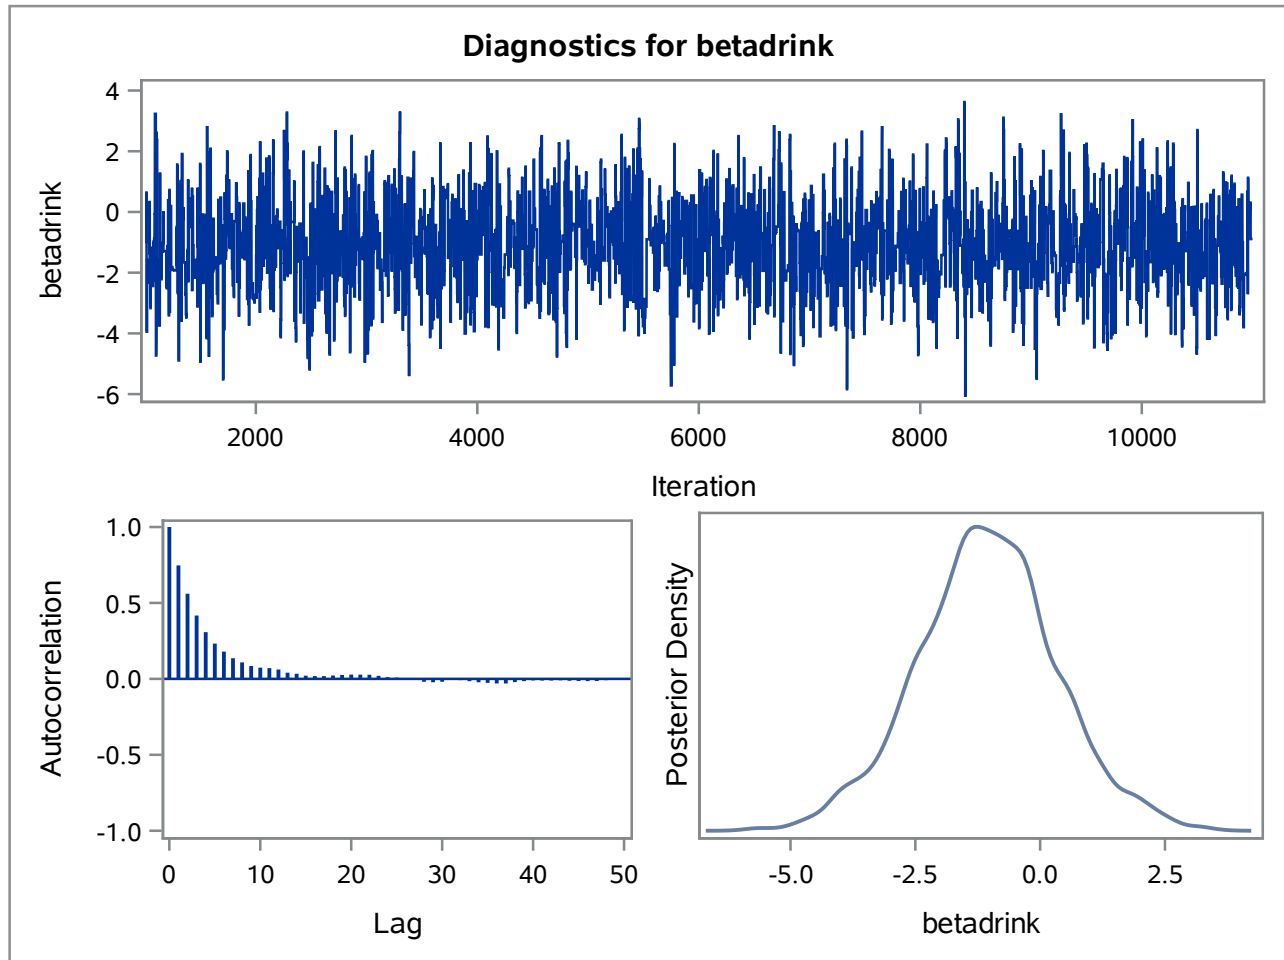 Diagnostics for betadrink
4
2
0
-2
-4
-6
betadrink
2000 4000 6000 8000 10000
Iteration
1.0
0.5
0.0
-0.5
-1.0
Autocorrelation
0 10 20 30 40 50
Lag
Posterior Density
-5.0 -2.5 0.0 2.5
betadrink